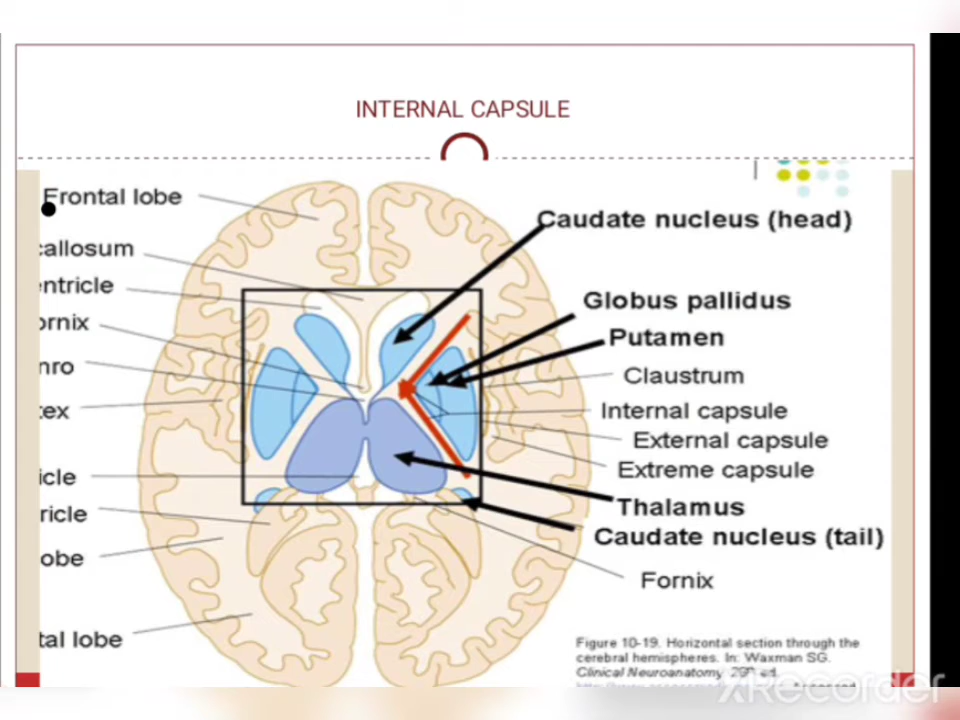 INTERNAL CAPSULE
Frontal lobe
callosum
entricle
ornix
nro
tex
icle
ricle
obe
tal lobe
Caudate nucleus (head)
Globus pallidus
Putamen
Claustrum
Internal capsule
External capsule
Extreme capsule
Thalamus
Caudate nucleus (tail)
Fornix
Figure 10-19. Horizontal section through the
cerebral hemispheres. In: Waxman SG.
Clinical Neuroanatomy ed.
XRecorder